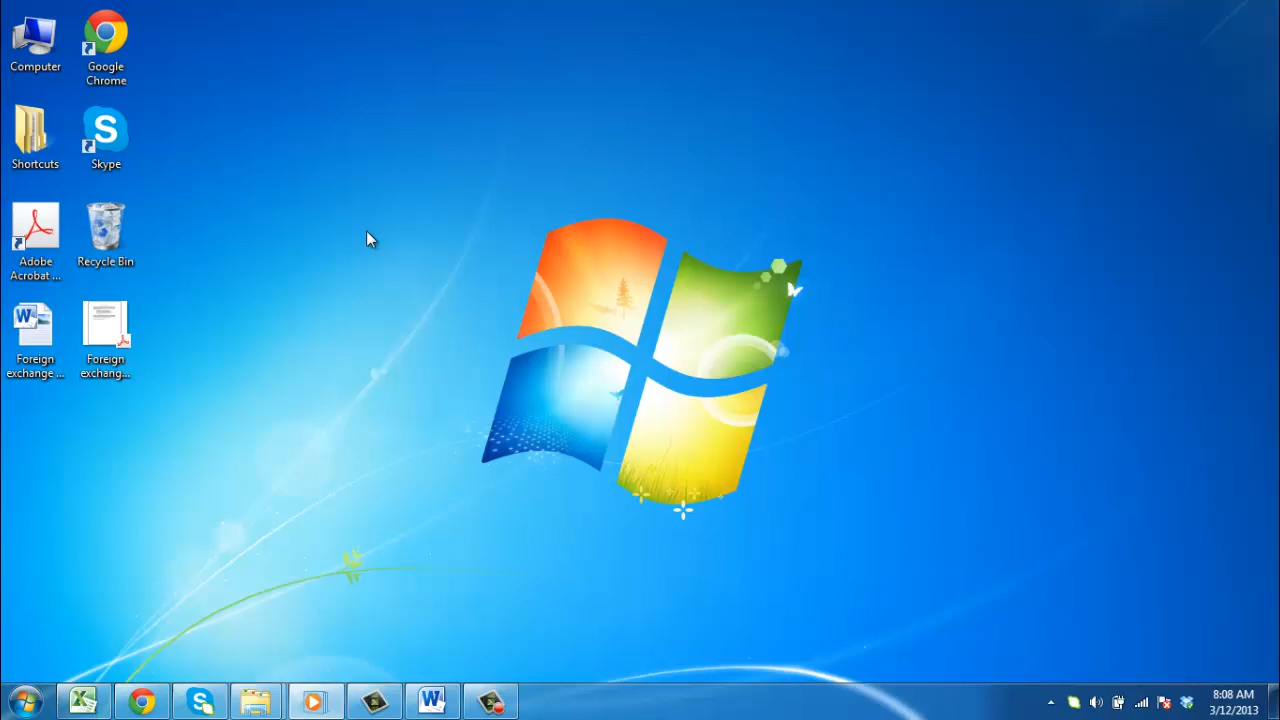 Computer
Google
Chrome
Shortcuts
Skype
Adobe
Acrobat ...
Recycle Bin
Foreign
exchange ...
Foreign
exchang...
8:08 AM
3/12/2013